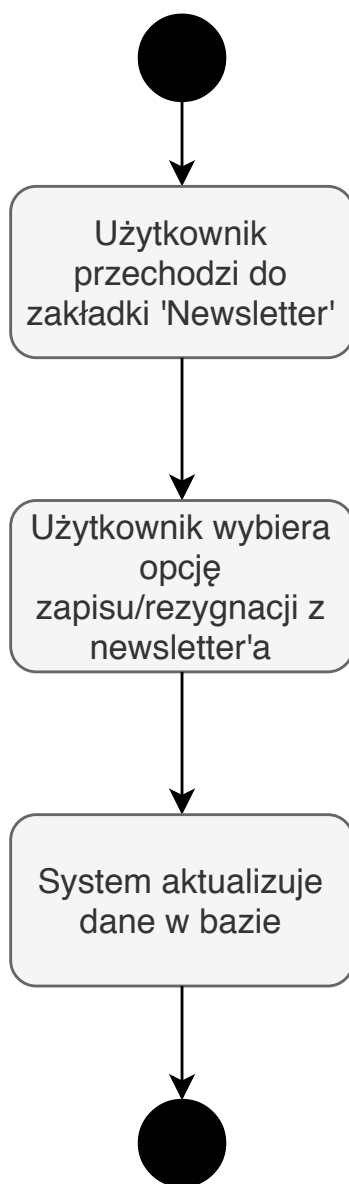 Użytkownik
przechodzi do
zakładki 'Newsletter'
Użytkownik wybiera
opcję
zapisu/rezygnacji z
newsletter'a
System aktualizuje
dane w bazie